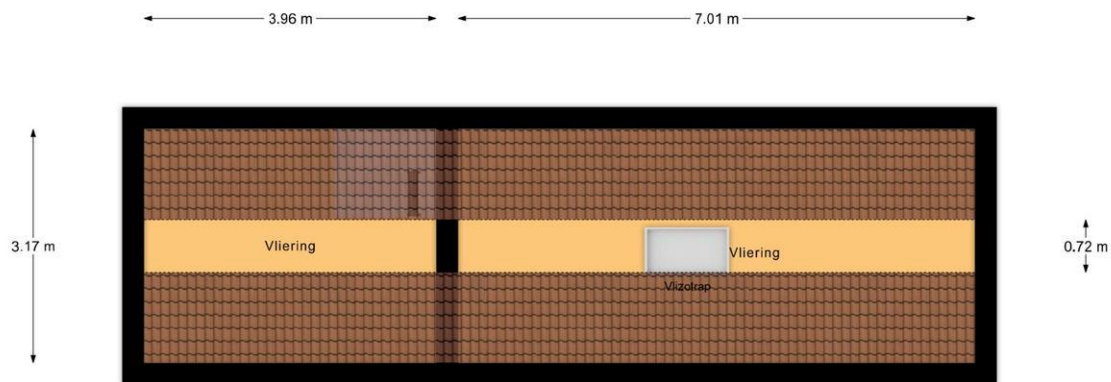 3.96 m
7.01 m
3.17 m
0.72 m
Vliering
Vliering
Vlizotrap